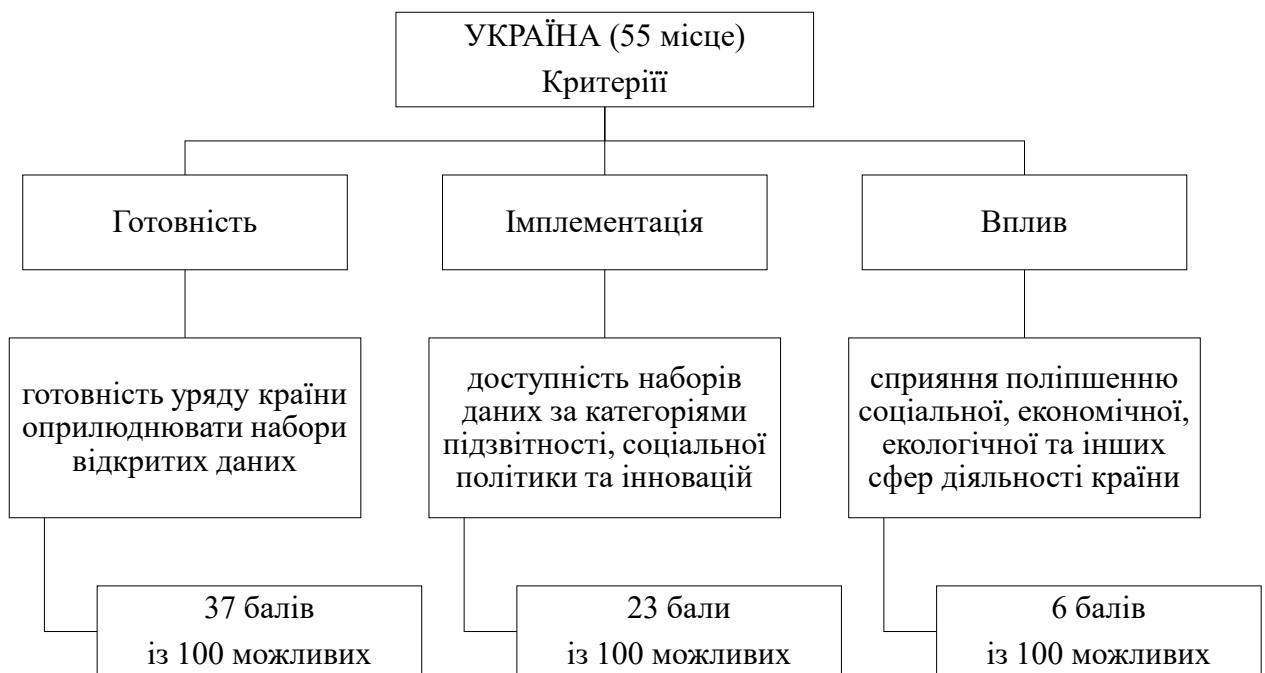 УКРАЇНА (55 місце)
Критеріїї
Готовність
Імплементація
Вплив
готовність уряду країни
оприлюднювати набори
відкритих даних
доступність наборів
даних за категоріями
підзвітності, соціальної
політики та інновацій
сприяння поліпшенню
соціальної, економічної,
екологічної та інших
сфер діяльності країни
37 балів
із 100 можливих
23 бали
із 100 можливих
6 балів
із 100 можливих